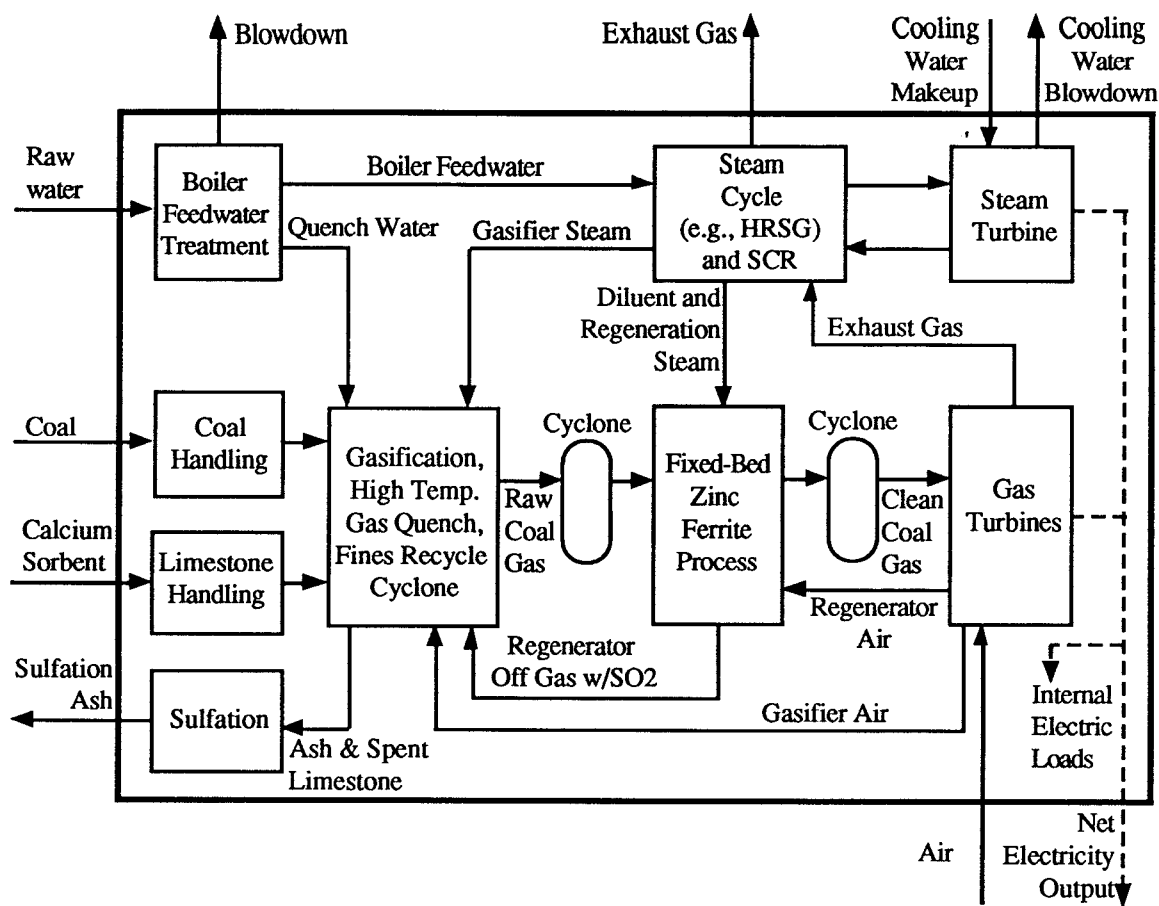 Blowdown
Exhaust Gas
Cooling
Water
Makeup
Cooling
Water
Blowdown
Raw
water
Boiler
Feedwater
Treatment
Boiler Feedwater
Quench Water
Gasifier Steam
Steam
Cycle
(e.g., HRSG)
and SCR
Steam
Turbine
Diluent and
Regeneration
Steam
Exhaust Gas
Coal
Coal
Handling
Gasification,
High Temp.
Gas Quench,
Fines Recycle
Cyclone
Cyclone
Raw
Coal
Gas
Fixed-Bed
Zinc
Ferrite
Process
Cyclone
Clean
Coal
Gas
Gas
Turbines
Calcium
Sorbent
Limestone
Handling
Regenerator
Air
Regenerator
Off Gas w/SO2
Gasifier Air
Sulfation
Ash
Sulfation
Ash & Spent
Limestone
Internal
Electric
Loads
Air
Net
Electricity
Output